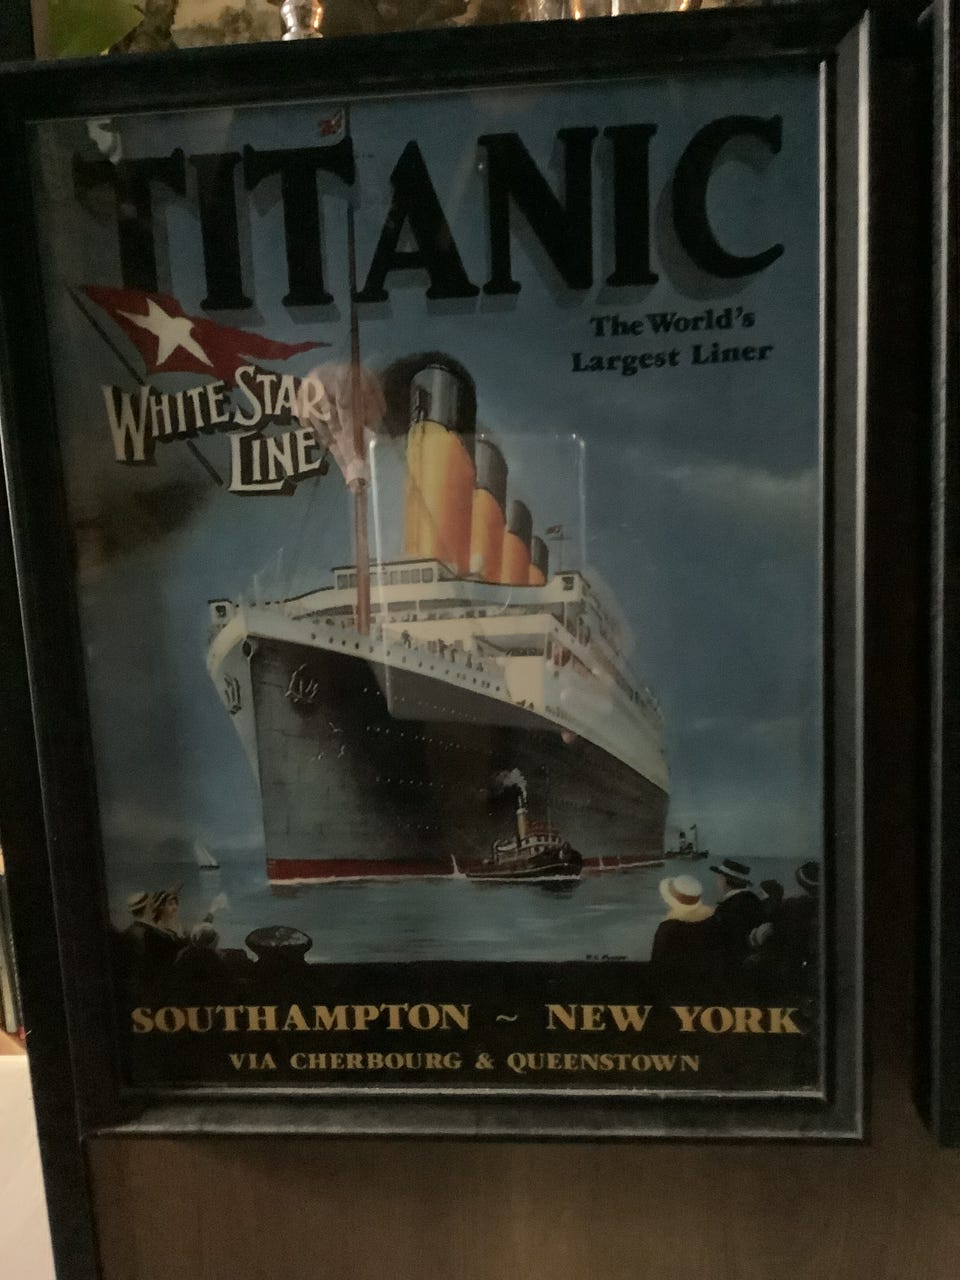 TITANIC
The World's
Largest Liner
WHITE STAR
LINE
SOUTHAMPTON ~ NEW YORK
VIA CHERBOURG & QUEENSTOWN